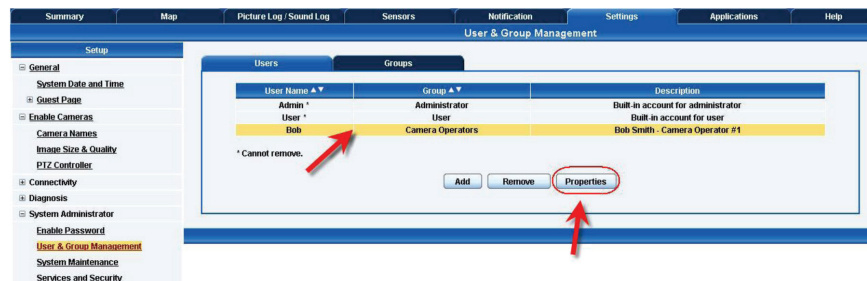 Summary Map Picture Log / Sound Log Sensors Notification Settings Applications Help
User & Group Management
Setup
General
System Date and Time
Guest Page
Enable Cameras
Camera Names
Image Size & Quality
PTZ Controller
Connectivity
Diagnosis
System Administrator
Enable Password
User & Group Management
System Maintenance
Services and Security
Users Groups
User Name ▲▼ Group ▲▼ Description
Admin * Administrator Built-in account for administrator
User * User Built-in account for user
Bob Camera Operators Bob Smith - Camera Operator #1
* Cannot remove.
Add Remove Properties